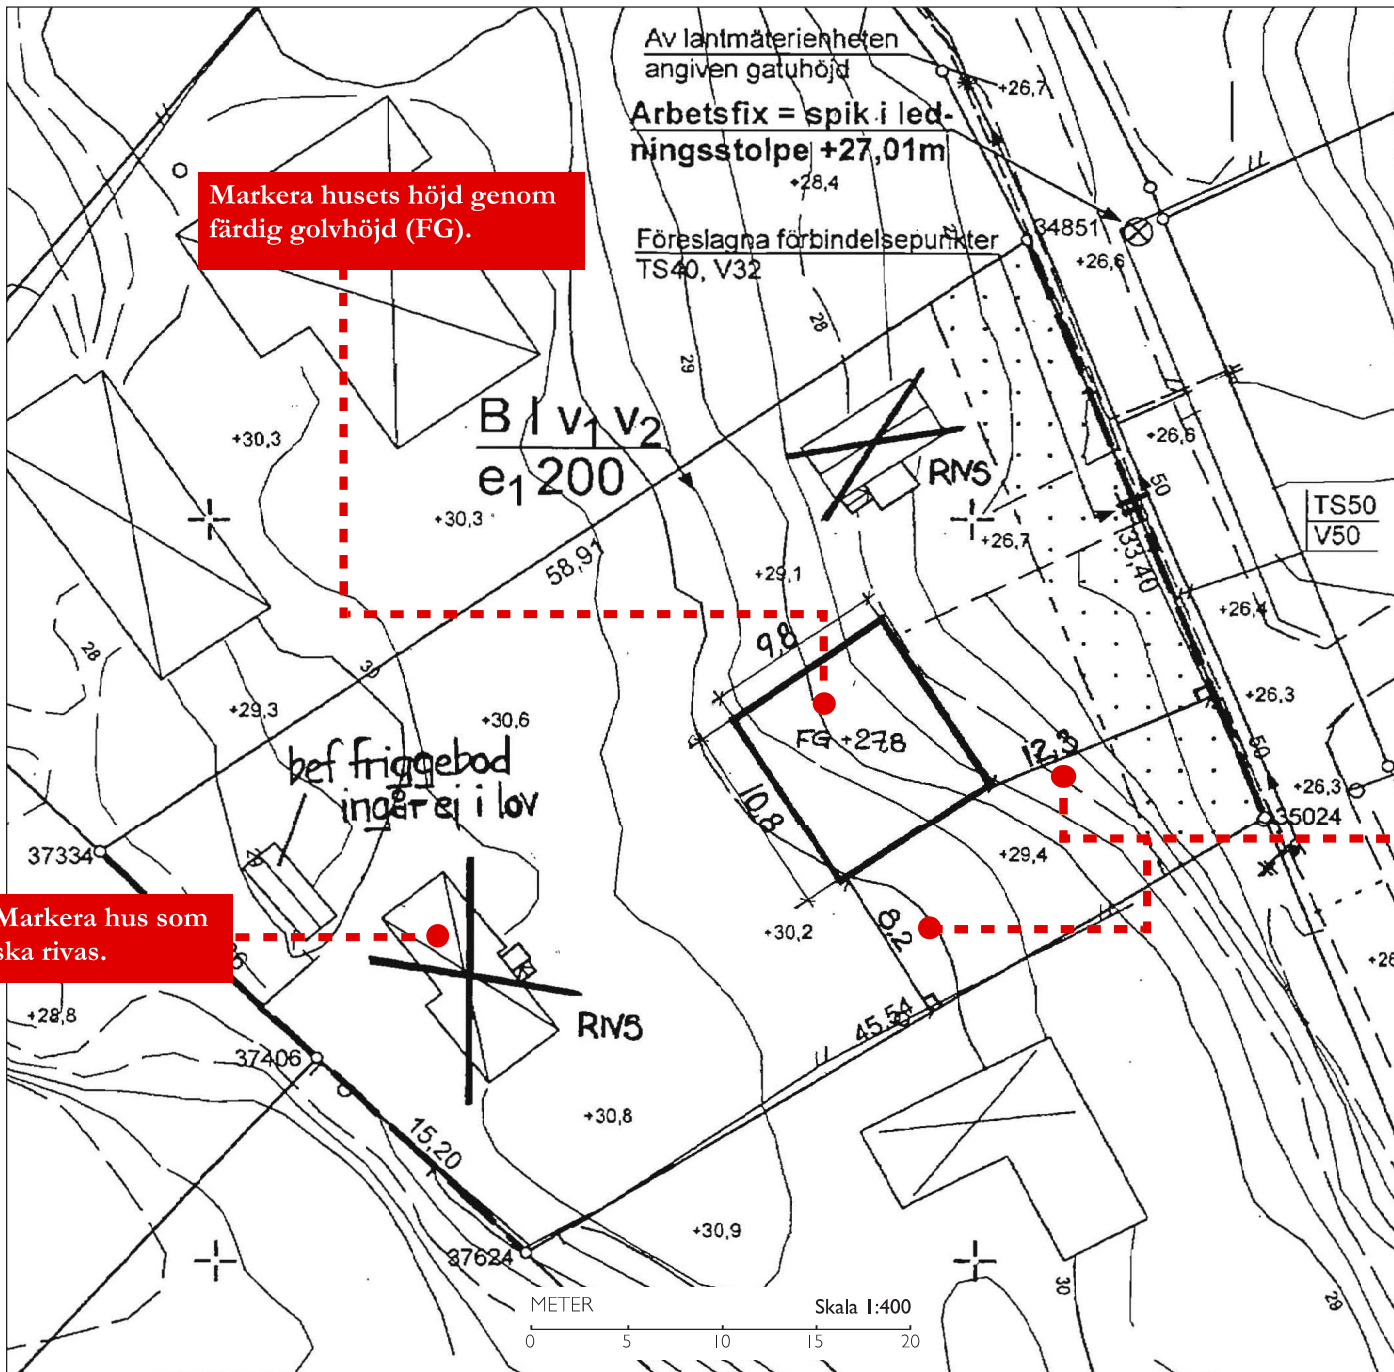 Av lantmäterienheten
angiven gatuhöjd
+26,7
Arbetsfix = spik i led-
ningsstolpe +27,01m
+28,4
Markera husets höjd genom
färdig golvhöjd (FG).
34851
Föreslagna förbindelsepunkter
TS40, V32
+26,6
28
29
B I v1 v2
e1 200
+30,3
+30,3
RIVS
+26,6
50
TS50
V50
+26,7
33,40
58,91
+29,1
+26,4
9,8
28
30
+29,3
+30,6
+26,3
FG +27,8
12,3
50
bef friggebod
ingår ej i lov
10,8
+26,3
35024
37334
+29,4
Markera hus som
ska rivas.
8,2
+30,2
+26
+28,8
RIVS
45,54
37406
+30,8
15,20
+30,9
37624
30
29
METER
Skala 1:400
0 5 10 15 20